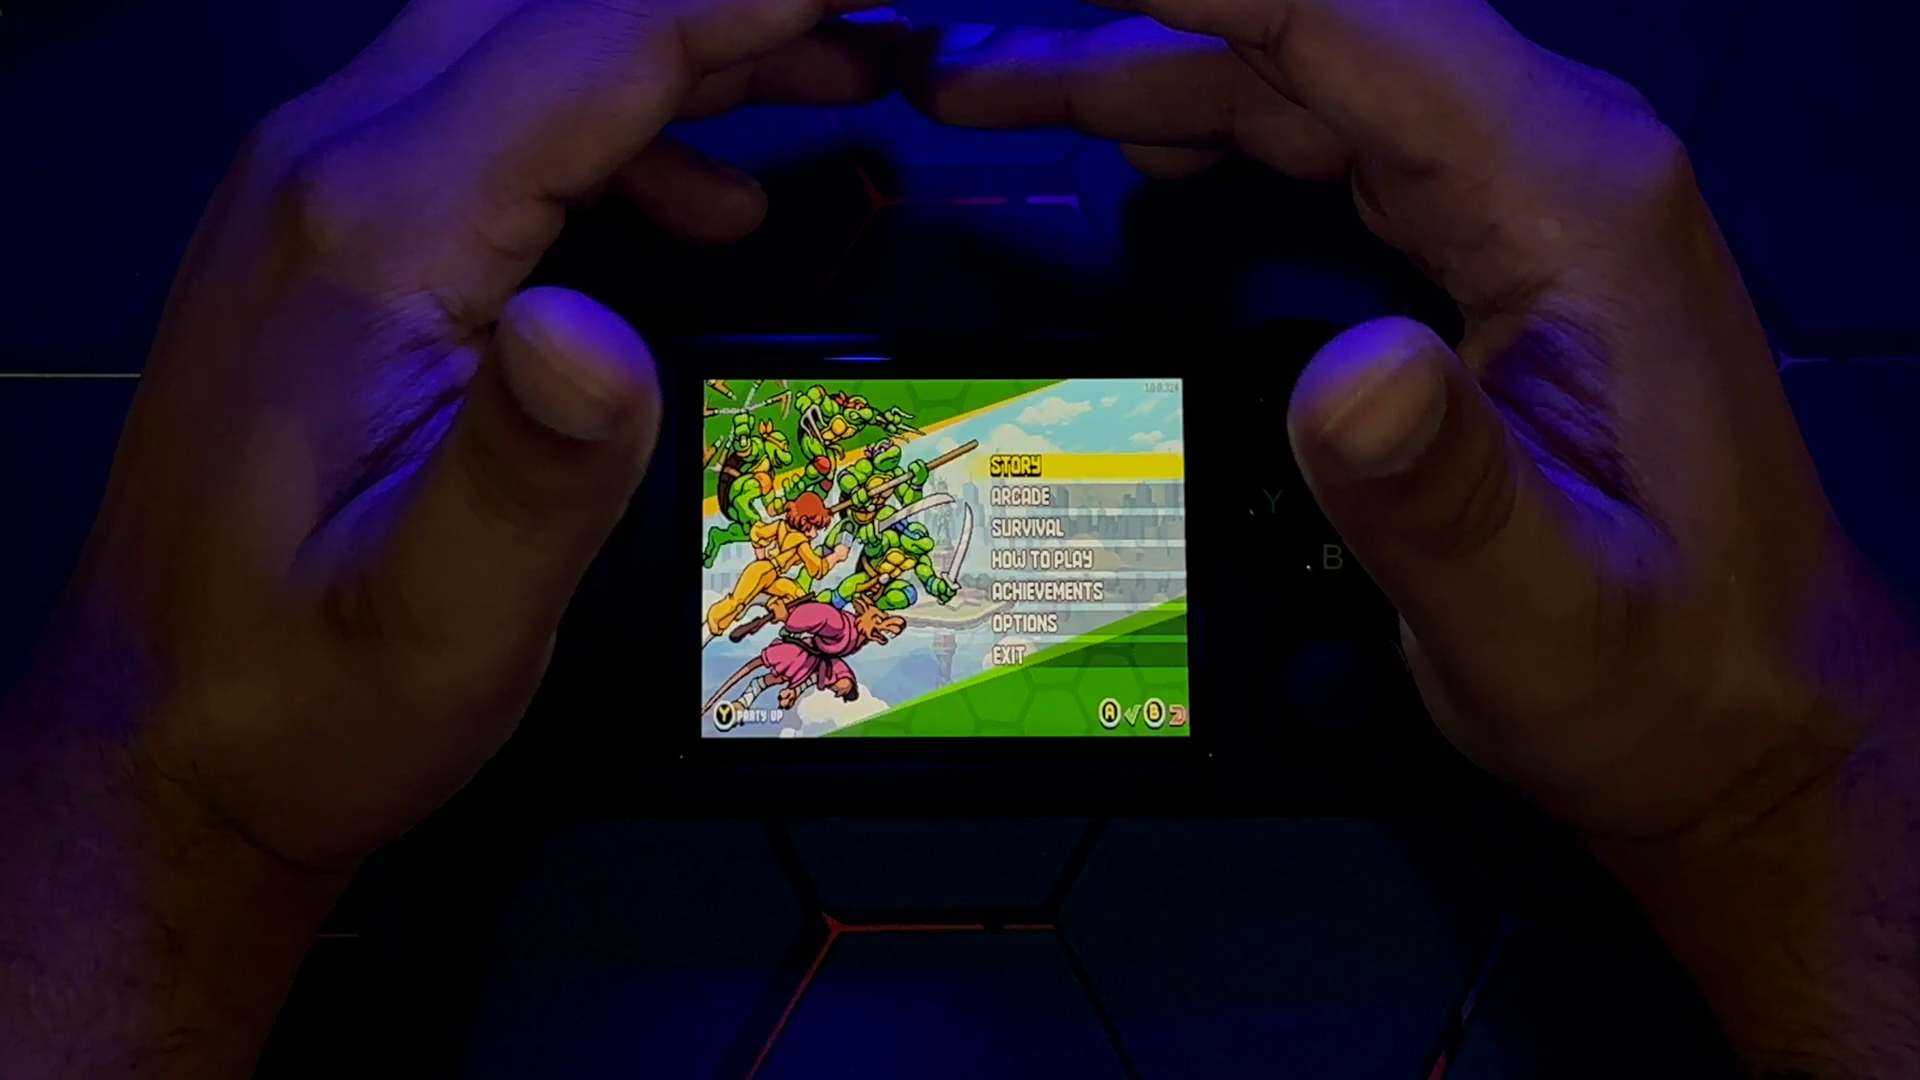 STORY
ARCADE
SURVIVAL
HOW TO PLAY
ACHIEVEMENTS
OPTIONS
EXIT
Y PARTY UP
A B
Y
B